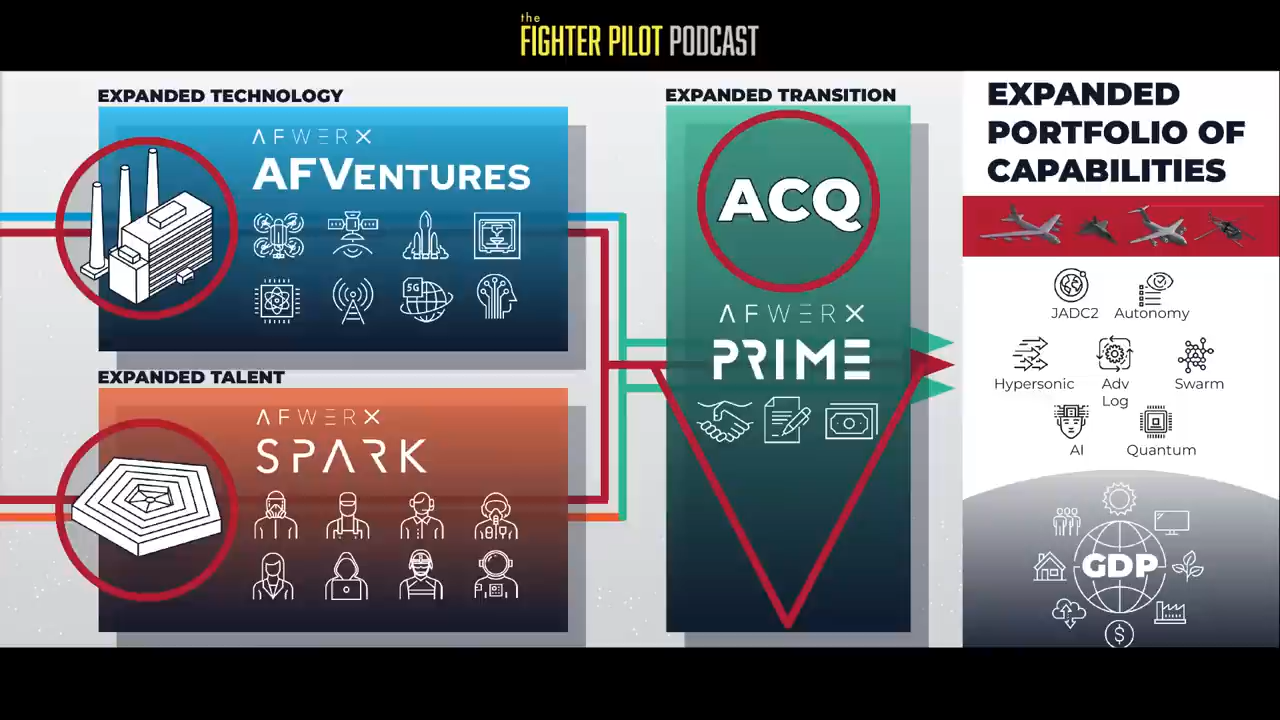 the
FIGHTER PILOT PODCAST
EXPANDED TECHNOLOGY
AFWERX
AFVENTURES
5G
EXPANDED TALENT
AFWERX
SPARK
EXPANDED TRANSITION
ACQ
AFWERX
PRIME
EXPANDED
PORTFOLIO OF
CAPABILITIES
JADC2
Autonomy
Hypersonic
Adv
Log
Swarm
AI
Quantum
GDP
$